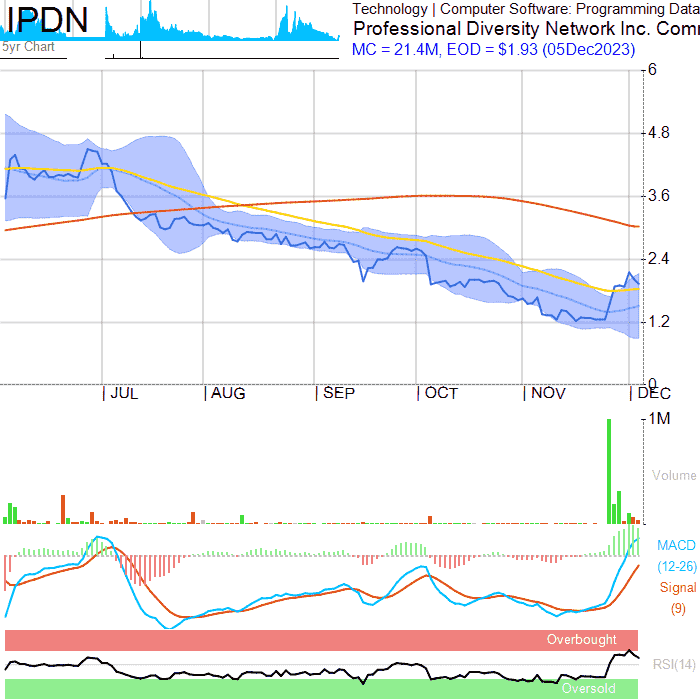 IPDN
5yr Chart
Technology | Computer Software: Programming Data
Professional Diversity Network Inc. Com
MC = 21.4M, EOD = $1.93 (05Dec2023)
6
4.8
3.6
2.4
1.2
0
| JUL | AUG | SEP | OCT | NOV | DEC
1M
Volume
MACD
(12-26)
Signal
(9)
Overbought
RSI(14)
Oversold